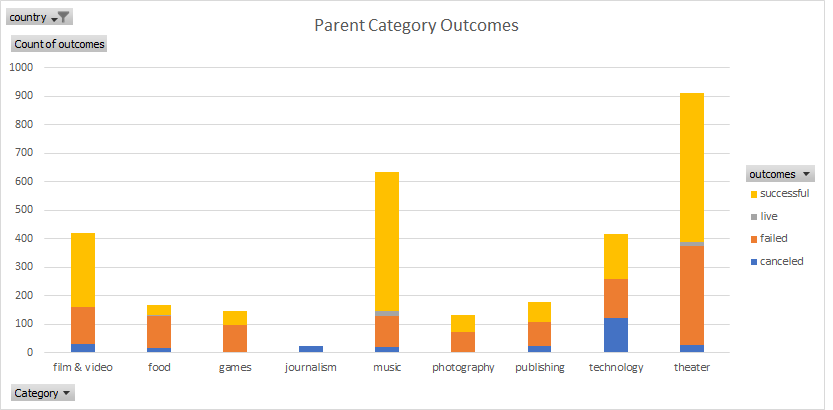 country
Parent Category Outcomes
Count of outcomes
1000
900
800
700
600
500
400
300
200
100
0
film & video food games journalism music photography publishing technology theater
outcomes
successful
live
failed
canceled
Category